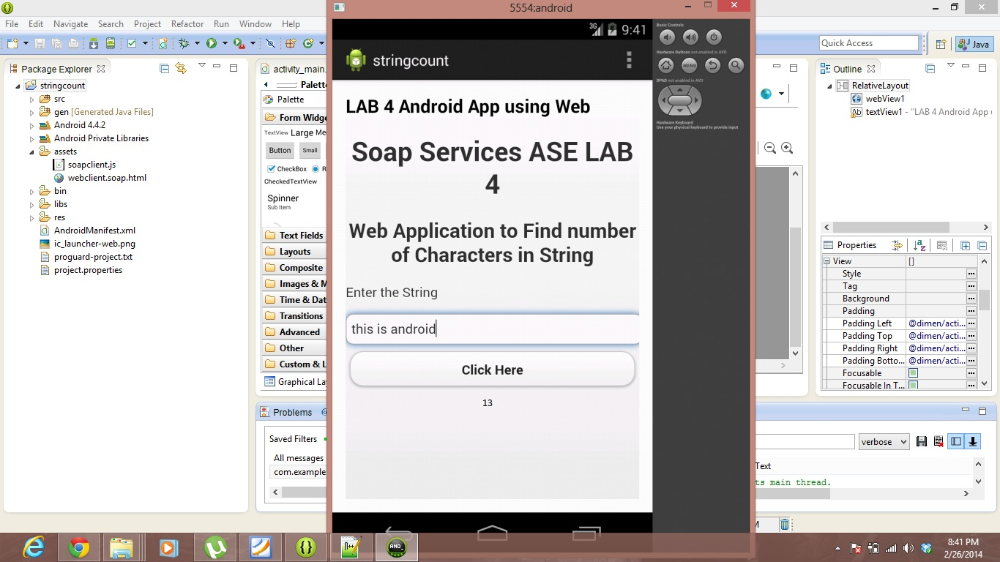 5554:android
File Edit Navigate Search Project Refactor Run Window Help
Quick Access
Java
Package Explorer
stringcount
src
gen [Generated Java Files]
Android 4.4.2
Android Private Libraries
assets
soapclient.js
webclient.soap.html
bin
libs
res
AndroidManifest.xml
ic_launcher-web.png
proguard-project.txt
project.properties
activity_main.
Palette
Palette
Form Widge
TextView Large Me
Button Small
CheckBox R
CheckedTextView
Spinner
Sub Item
Text Fields
Layouts
Composite
Images & M
Time & Dat
Transitions
Advanced
Other
Custom & L
Graphical Lay
Problems @
Saved Filters
All messages
com.example
3G 9:41
stringcount
LAB 4 Android App using Web
Soap Services ASE LAB
4
Web Application to Find number
of Characters in String
Enter the String
this is android
Click Here
13
Basic Controls
Hardware Buttons not enabled in AVD
MENU
DPAD not enabled in AVD
Hardware Keyboard
Use your physical keyboard to provide input
Outline
RelativeLayout
webView1
textView1 - "LAB 4 Android App
Properties
View []
Style
Tag
Background
Padding
Padding Left @dimen/acti...
Padding Top @dimen/acti...
Padding Right @dimen/acti...
Padding Botto... @dimen/acti...
Focusable
Focusable In T...
verbose
Text
ts main thread.
M
AND_
8:41 PM
2/26/2014